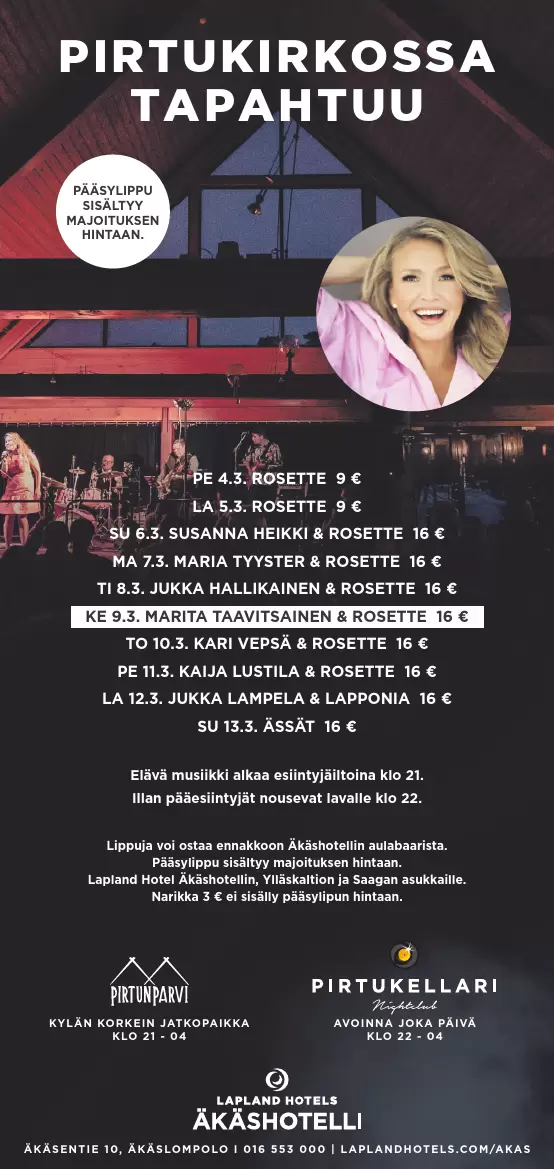 PIRTUKIRKOSSA
TAPAHTUU
PÄÄSYLIPPU
SISÄLTYY
MAJOITUKSEN
HINTAAN.
PE 4.3. ROSETTE 9 €
LA 5.3. ROSETTE 9 €
SU 6.3. SUSANNA HEIKKI & ROSETTE 16 €
MA 7.3. MARIA TYYSTER & ROSETTE 16 €
TI 8.3. JUKKA HALLIKAINEN & ROSETTE 16 €
KE 9.3. MARITA TAAVITSAINEN & ROSETTE 16 €
TO 10.3. KARI VEPSÄ & ROSETTE 16 €
PE 11.3. KAIJA LUSTILA & ROSETTE 16 €
LA 12.3. JUKKA LAMPELA & LAPPONIA 16 €
SU 13.3. ÄSSÄT 16 €
Elävä musiikki alkaa esiintyjäiltoina klo 21.
Illan pääesiintyjät nousevat lavalle klo 22.
Lippuja voi ostaa ennakkoon Äkäshotellin aulabaarista.
Pääsylippu sisältyy majoituksen hintaan.
Lapland Hotel Äkäshotellin, Ylläskaltion ja Saagan asukkaille.
Narikka 3 € ei sisälly pääsylipun hintaan.
PIRTUNPARVI
KYLÄN KORKEIN JATKOPAIKKA
KLO 21 - 04
PIRTUKELLARI
Nightclub
AVOINNA JOKA PÄIVÄ
KLO 22 - 04
LAPLAND HOTELS
ÄKÄSHOTELLI
ÄKÄSENTIE 10, ÄKÄSLOMPOLO I 016 553 000 | LAPLANDHOTELS.COM/AKAS